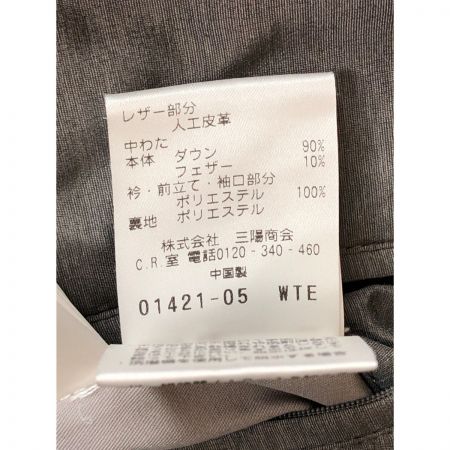 レザー部分
人工皮革
中わた
本体 ダウン 90%
フェザー 10%
衿・前立て・袖口部分
ポリエステル 100%
裏地 ポリエステル
株式会社 三陽商会
C.R.室 電話0120-340-460
中国製
01421-05 WTE